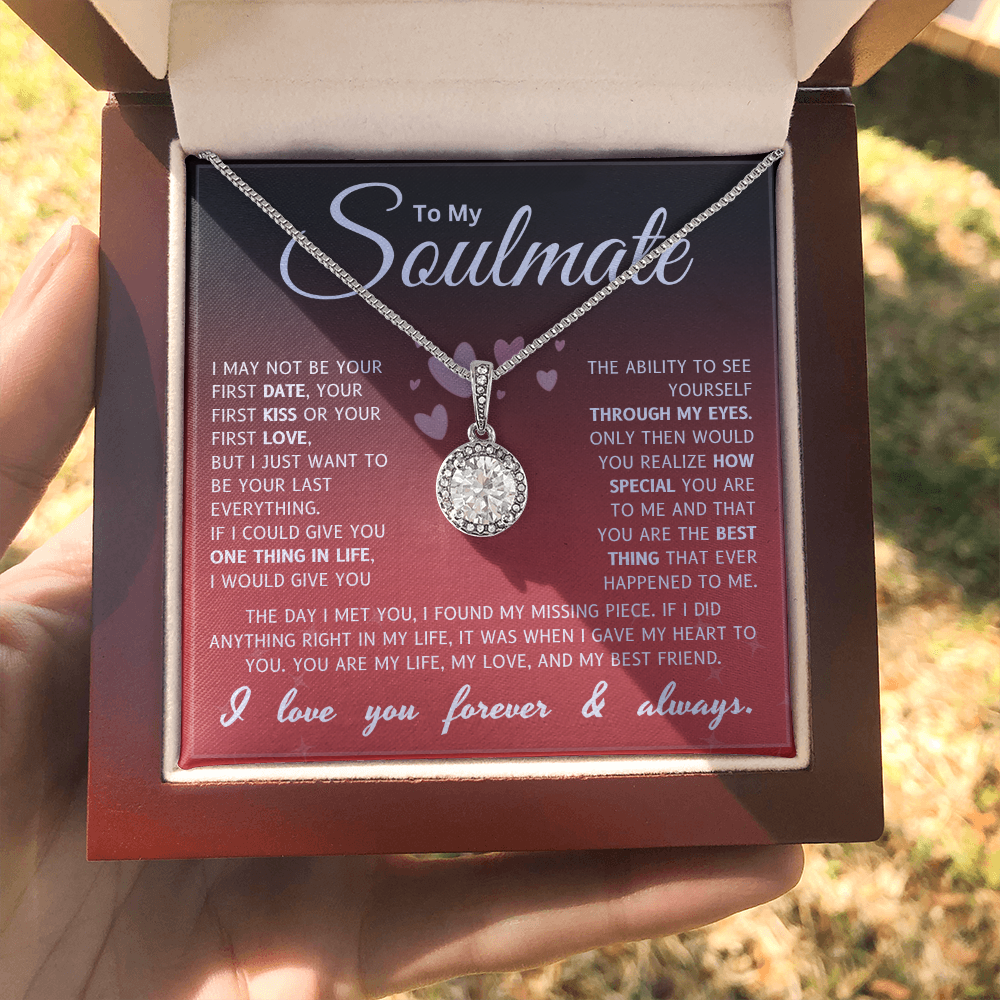 To My
Soulmate
I MAY NOT BE YOUR
FIRST DATE, YOUR
FIRST KISS OR YOUR
FIRST LOVE,
BUT I JUST WANT TO
BE YOUR LAST
EVERYTHING.
IF I COULD GIVE YOU
ONE THING IN LIFE,
I WOULD GIVE YOU
THE ABILITY TO SEE
YOURSELF
THROUGH MY EYES.
ONLY THEN WOULD
YOU REALIZE HOW
SPECIAL YOU ARE
TO ME AND THAT
YOU ARE THE BEST
THING THAT EVER
HAPPENED TO ME.
THE DAY I MET YOU, I FOUND MY MISSING PIECE. IF I DID
ANYTHING RIGHT IN MY LIFE, IT WAS WHEN I GAVE MY HEART TO
YOU. YOU ARE MY LIFE, MY LOVE, AND MY BEST FRIEND.
I love you forever & always.